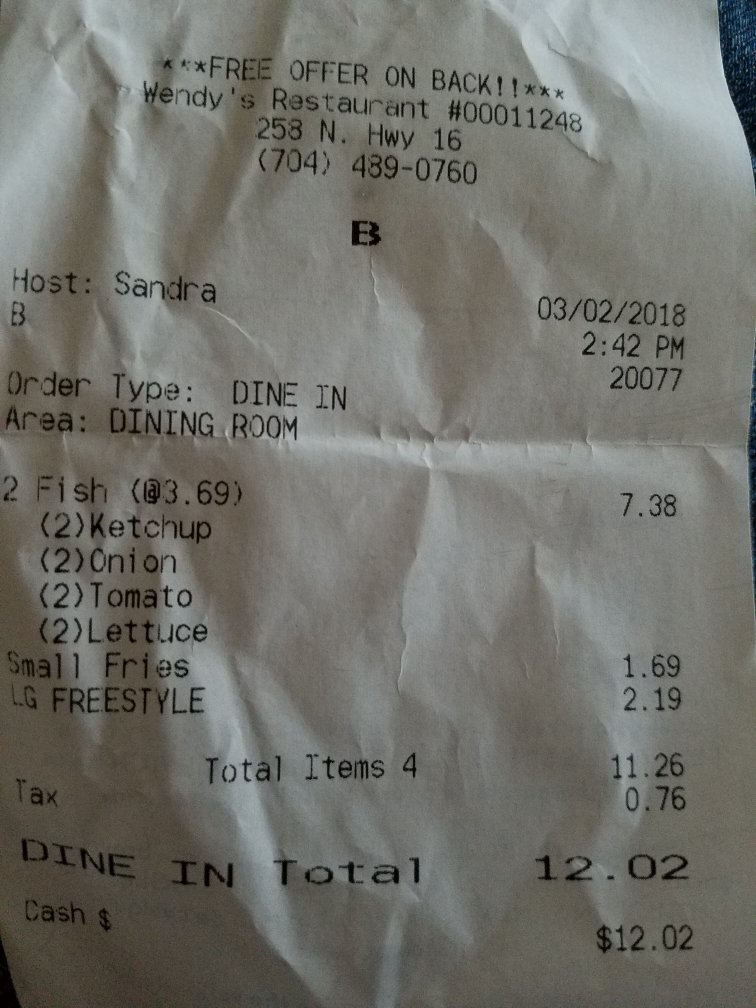 ***FREE OFFER ON BACK!!***
Wendy's Restaurant #00011248
258 N. Hwy 16
(704) 489-0760
B
Host: Sandra 03/02/2018
B 2:42 PM
20077
Order Type: DINE IN
Area: DINING ROOM
2 Fish (@3.69) 7.38
(2)Ketchup
(2)Onion
(2)Tomato
(2)Lettuce
Small Fries 1.69
LG FREESTYLE 2.19
Total Items 4 11.26
Tax 0.76
DINE IN Total 12.02
Cash $ $12.02